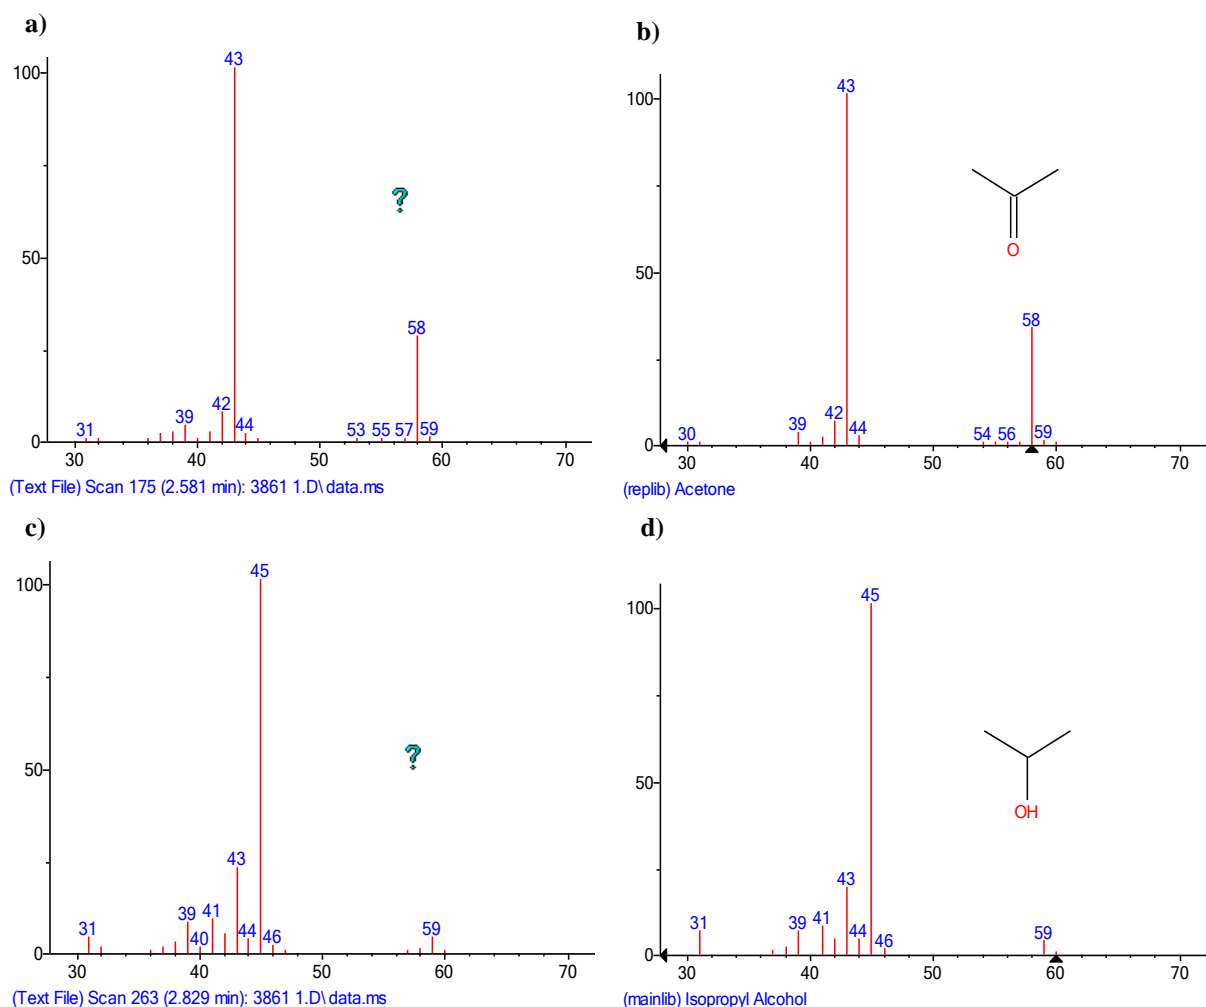 a)
100
50
0
43
?
58
42
39
44
31
53 55 57 59
30 40 50 60 70
(Text File) Scan 175 (2.581 min): 3861 1.D\data.ms
b)
100
50
0
43
O
58
42
39
44
30
54 56 59
30 40 50 60 70
(replib) Acetone
c)
100
50
0
45
?
43
39 41
31
40
44 46
59
30 40 50 60 70
(Text File) Scan 263 (2.829 min): 3861 1.D\data.ms
d)
100
50
0
45
OH
43
31
39 41
44 46
59
30 40 50 60 70
(mainlib) Isopropyl Alcohol